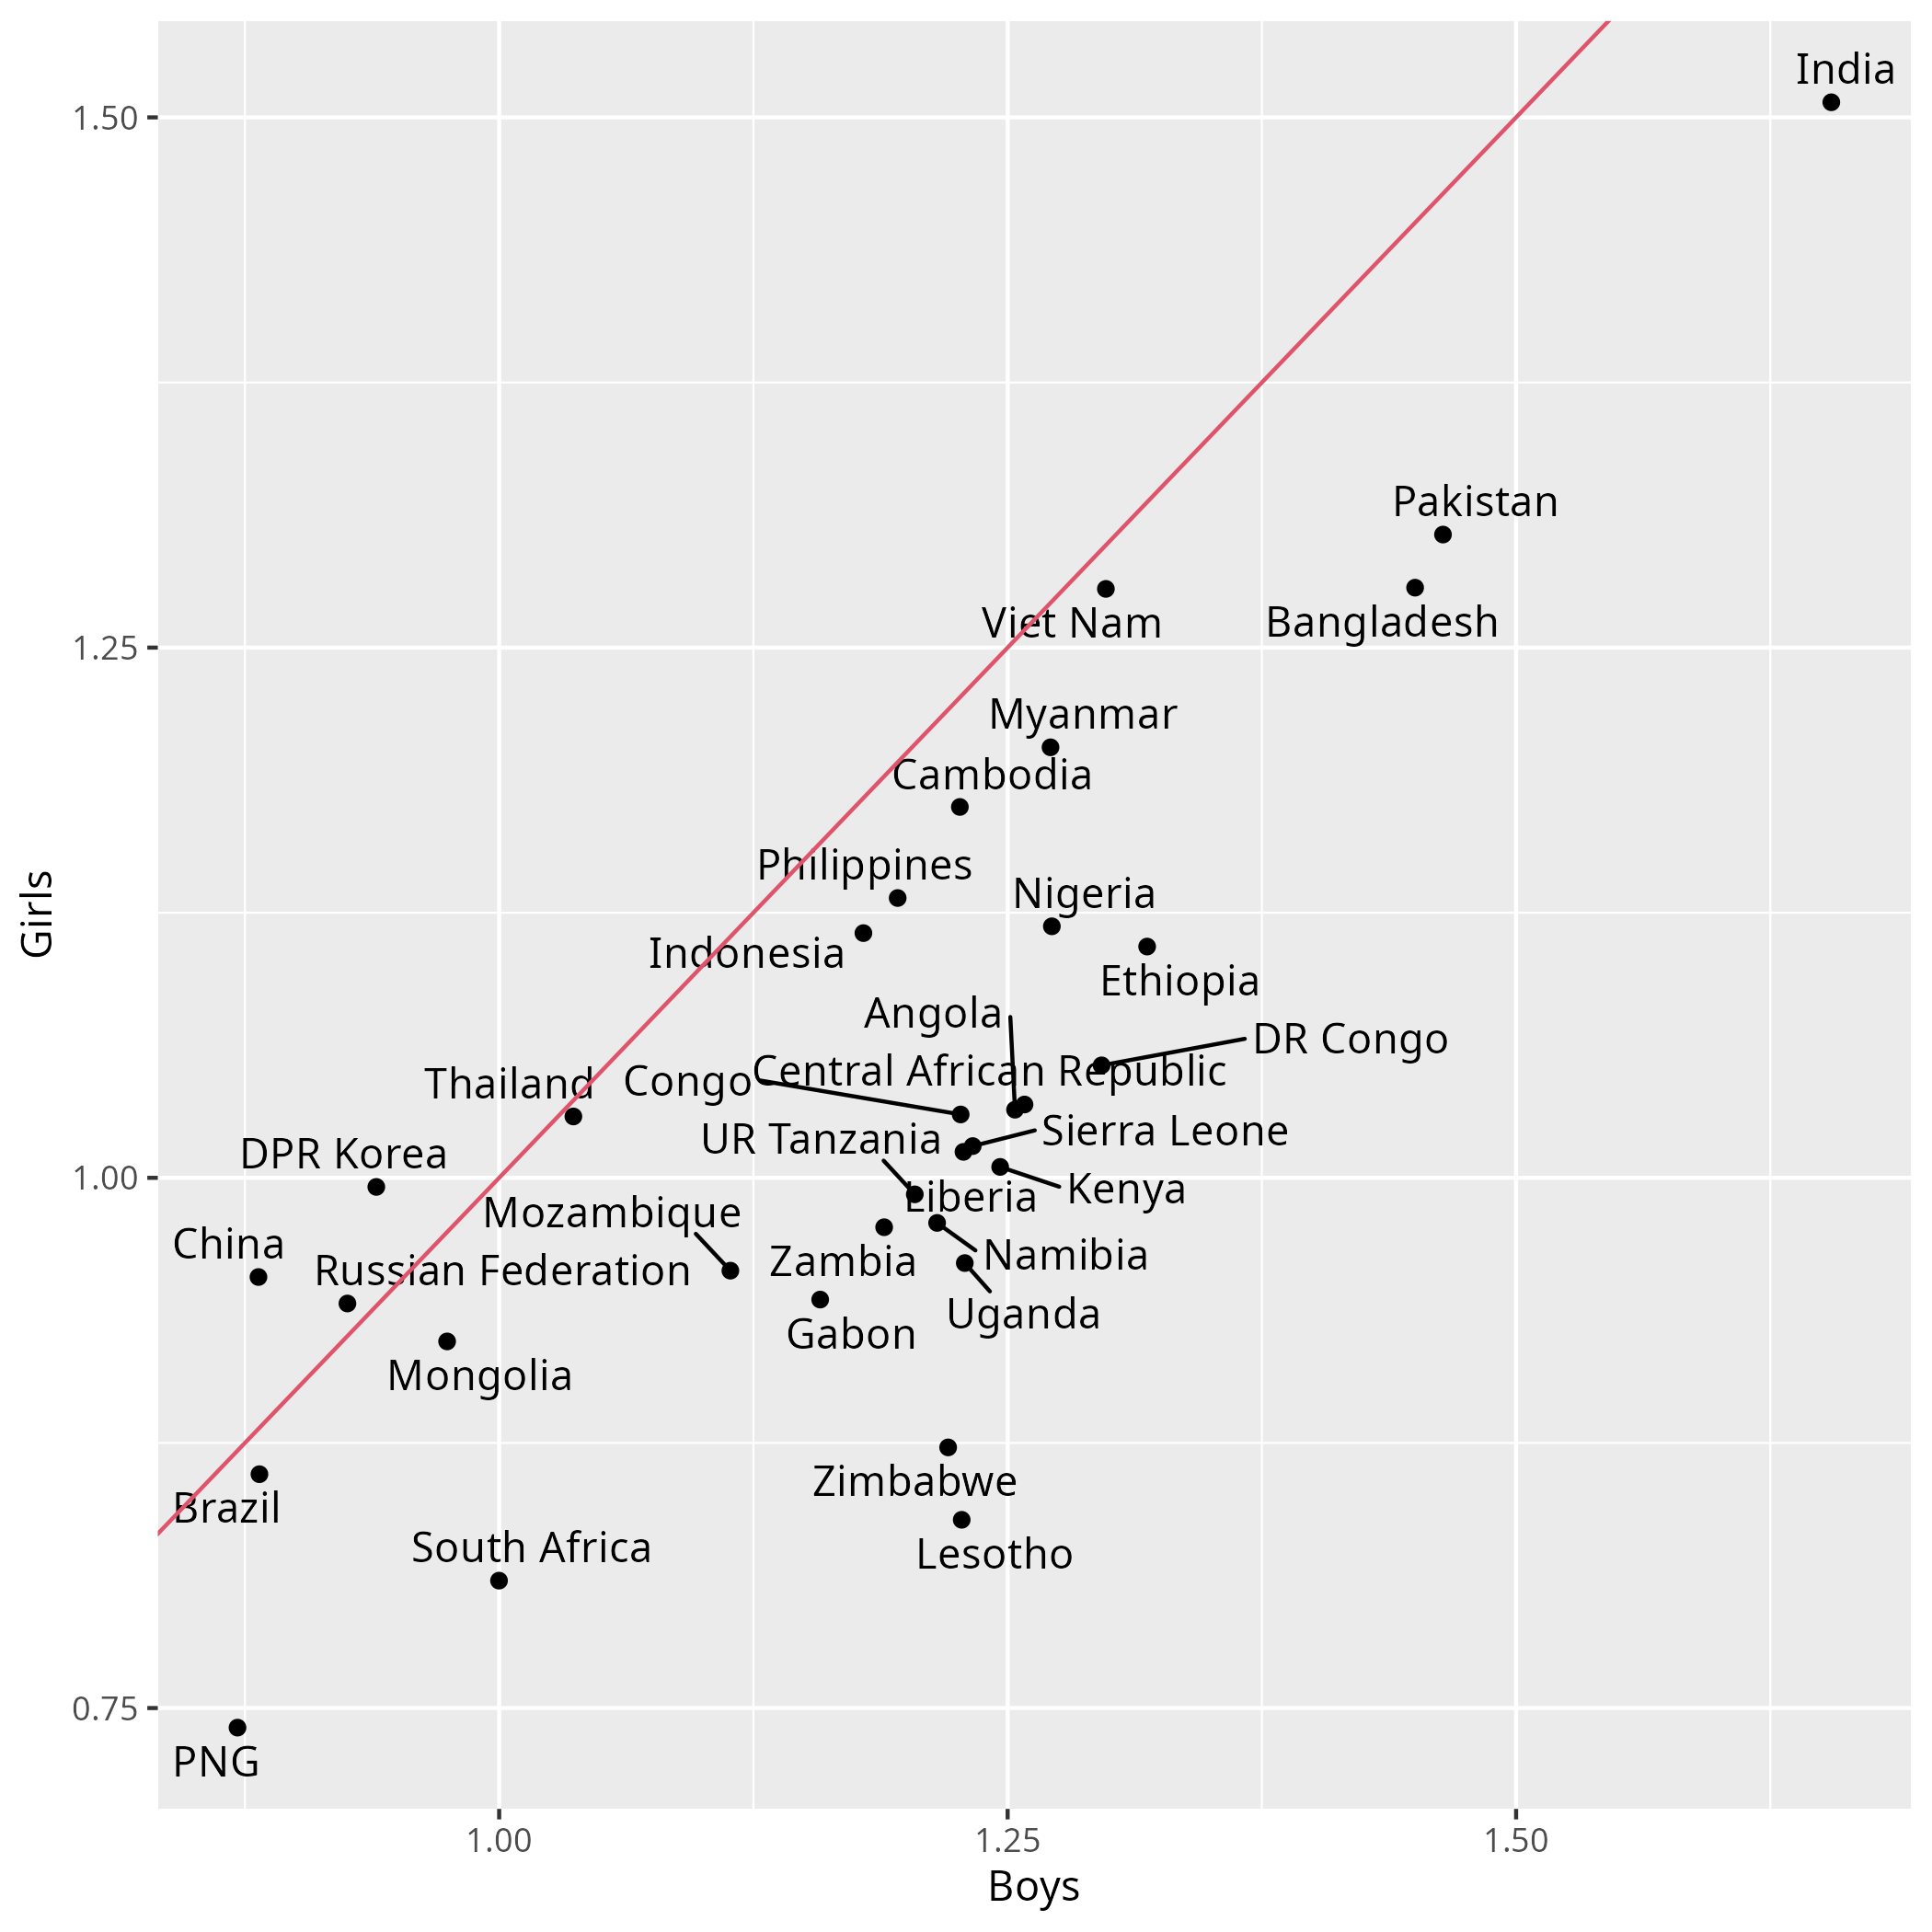 India
1.50
Pakistan
Viet Nam
Bangladesh
1.25
Myanmar
Cambodia
Philippines
Nigeria
Girls
Indonesia
Ethiopia
Angola
DR Congo
Central African Republic
Thailand
Congo
Sierra Leone
UR Tanzania
DPR Korea
1.00
Kenya
Liberia
Mozambique
China
Namibia
Zambia
Russian Federation
Uganda
Gabon
Mongolia
Zimbabwe
Brazil
South Africa
Lesotho
0.75
PNG
1.00
1.25
1.50
Boys